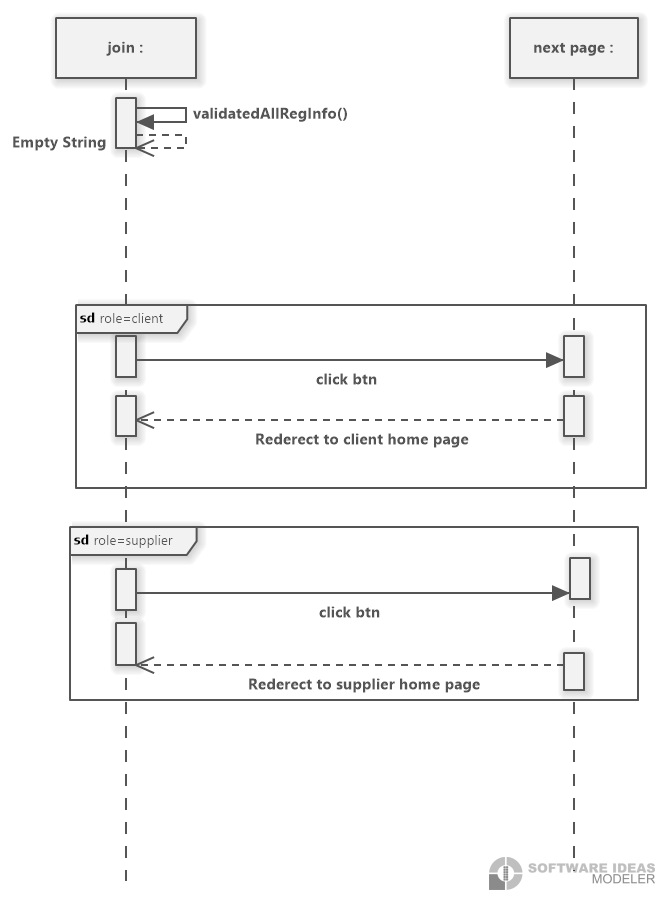 join :
next page :
validatedAllRegInfo()
Empty String
sd role=client
click btn
Rederect to client home page
sd role=supplier
click btn
Rederect to supplier home page
SOFTWARE IDEAS
MODELER